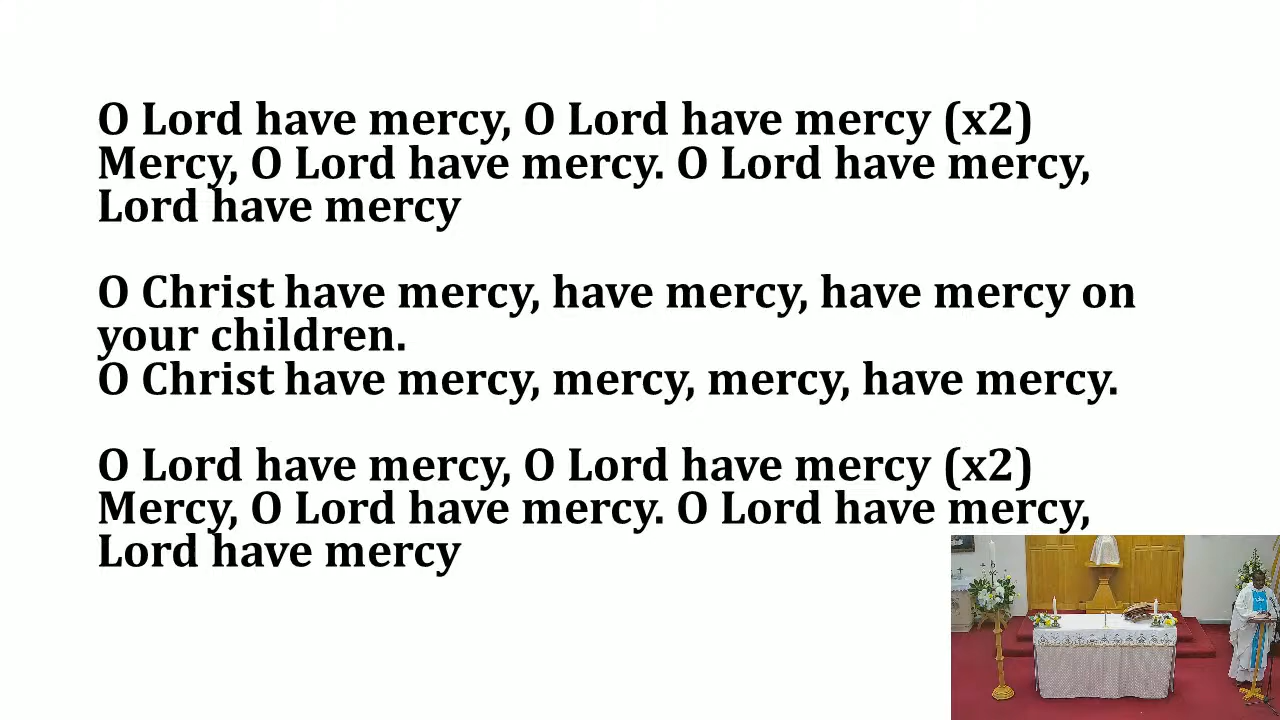 O Lord have mercy, O Lord have mercy (x2)
Mercy, O Lord have mercy. O Lord have mercy,
Lord have mercy
O Christ have mercy, have mercy, have mercy on
your children.
O Christ have mercy, mercy, mercy, have mercy.
O Lord have mercy, O Lord have mercy (x2)
Mercy, O Lord have mercy. O Lord have mercy,
Lord have mercy